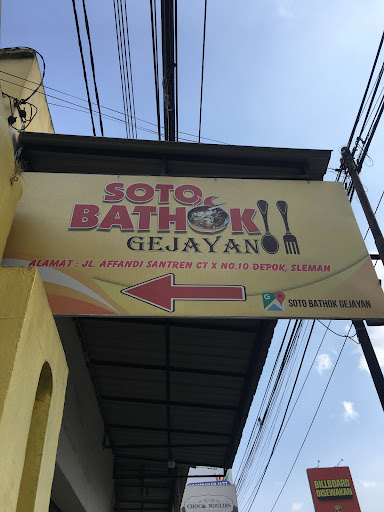 SOTO
BATHOK
GEJAYAN
ALAMAT : JL. AFFANDI SANTREN CT X NO.10 DEPOK, SLEMAN
G
SOTO BATHOK GEJAYAN
BILLBOARD
DISEWAKAN